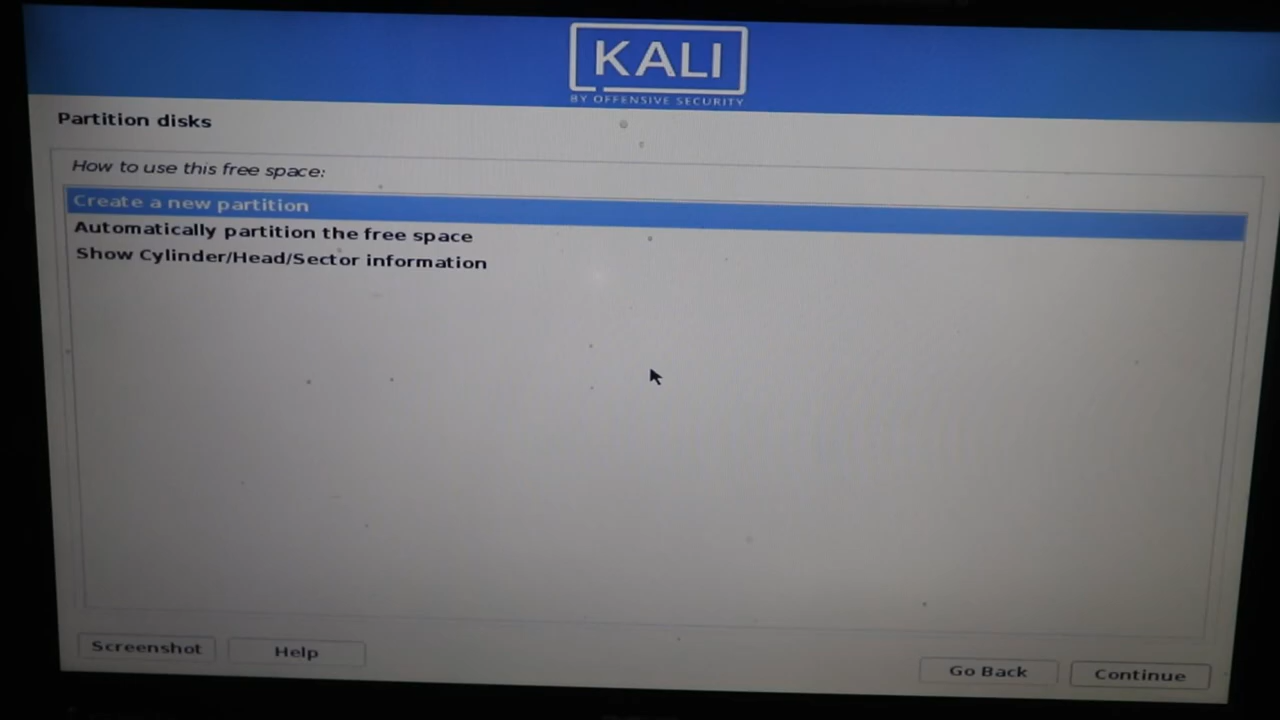 KALI
BY OFFENSIVE SECURITY
Partition disks
How to use this free space:
Create a new partition
Automatically partition the free space
Show Cylinder/Head/Sector information
Screenshot
Help
Go Back
Continue